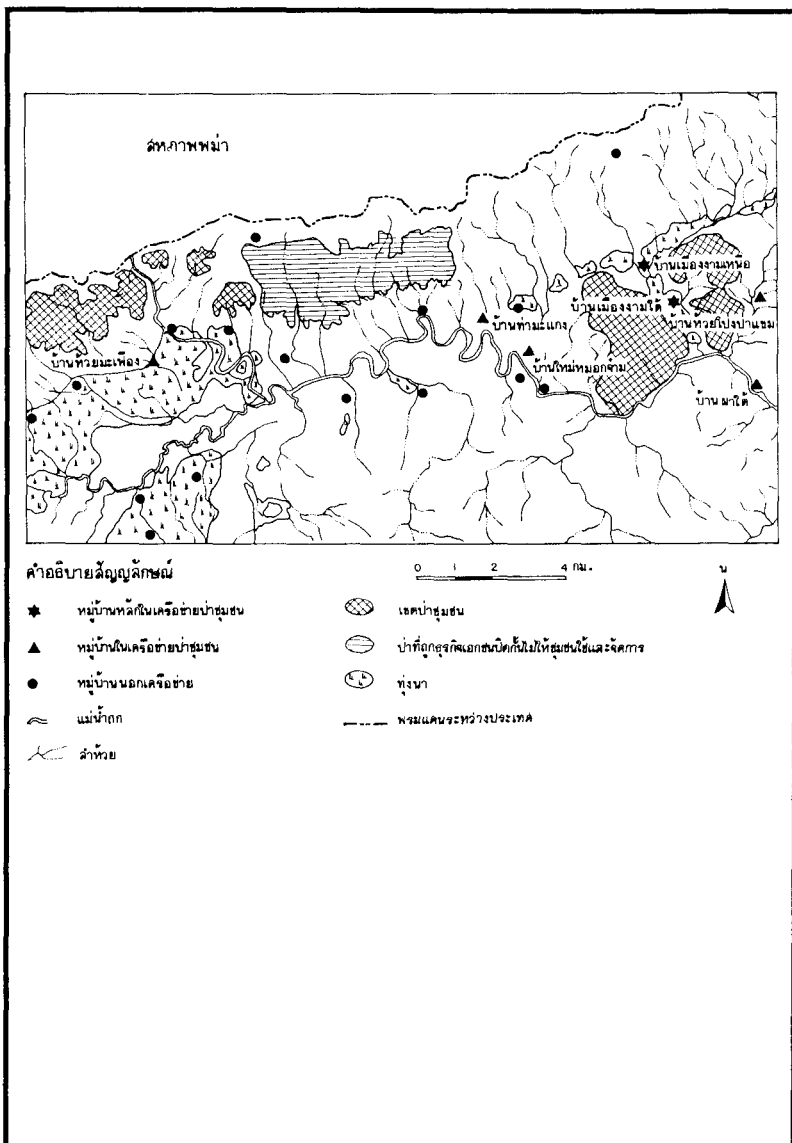 สหภาพพม่า
บ้านเมืองงามเหนือ
บ้านเมืองงามใต้
บ้านห้วยโป่งปาแขม
บ้านท่ามะแกง
บ้านใหม่หมอกจ๋าม
บ้านห้วยมะเฟือง
บ้านผาใต้
คำอธิบายสัญญลักษณ์
0 1 2 4 กม.
น
หมู่บ้านหลักในเครือข่ายป่าชุมชน
เขตป่าชุมชน
หมู่บ้านในเครือข่ายป่าชุมชน
ป่าที่ถูกธุรกิจเอกชนปิดกั้นไม่ให้ชุมชนใช้และจัดการ
หมู่บ้านนอกเครือข่าย
ทุ่งนา
แม่น้ำกก
พรมแดนระหว่างประเทศ
ลำห้วย